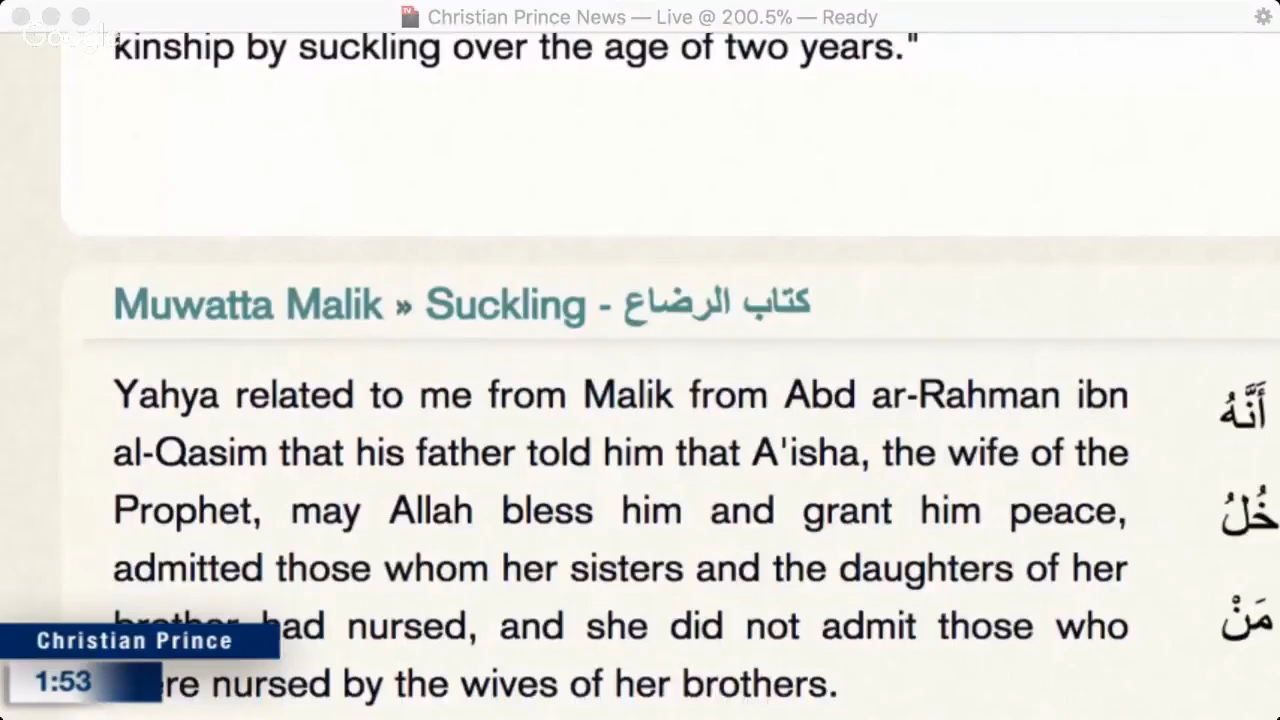 Christian Prince News — Live @ 200.5% — Ready
Google
kinship by suckling over the age of two years."
Muwatta Malik » Suckling - كتاب الرضاع
Yahya related to me from Malik from Abd ar-Rahman ibn
al-Qasim that his father told him that A'isha, the wife of the
Prophet, may Allah bless him and grant him peace,
admitted those whom her sisters and the daughters of her
brother had nursed, and she did not admit those who
re nursed by the wives of her brothers.
أَنَّهُ
خُلُ
مَنْ
Christian Prince
1:53